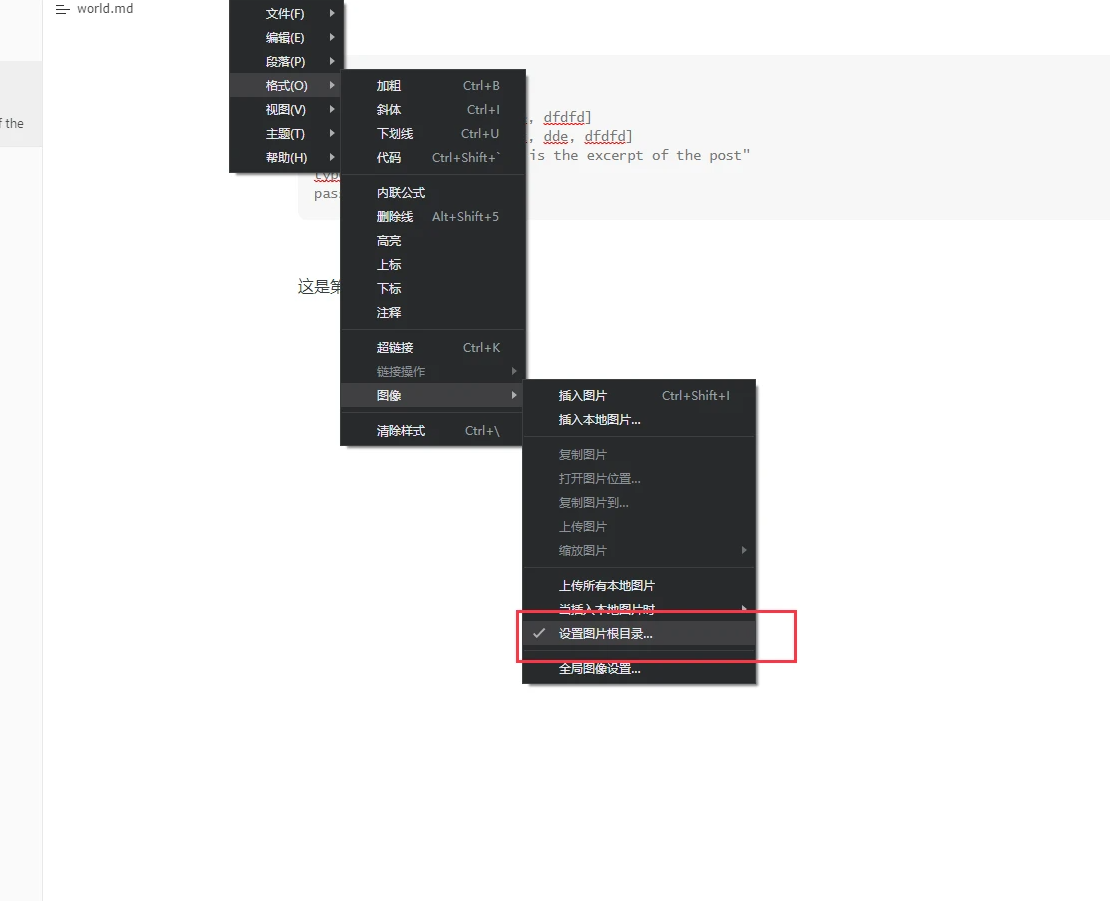 world.md
文件(F)
编辑(E)
段落(P)
格式(O)
视图(V)
主题(T)
帮助(H)
加粗 Ctrl+B
斜体 Ctrl+I
下划线 Ctrl+U
代码 Ctrl+Shift+`
内联公式
删除线 Alt+Shift+5
高亮
上标
下标
注释
超链接 Ctrl+K
链接操作
图像
清除样式 Ctrl+\
插入图片 Ctrl+Shift+I
插入本地图片...
复制图片
打开图片位置...
复制图片到...
上传图片
缩放图片
上传所有本地图片
当插入本地图片时
设置图片根目录...
全局图像设置...
f the
, dfdfd]
, dde, dfdfd]
is the excerpt of the post"
typ
pas
这是第